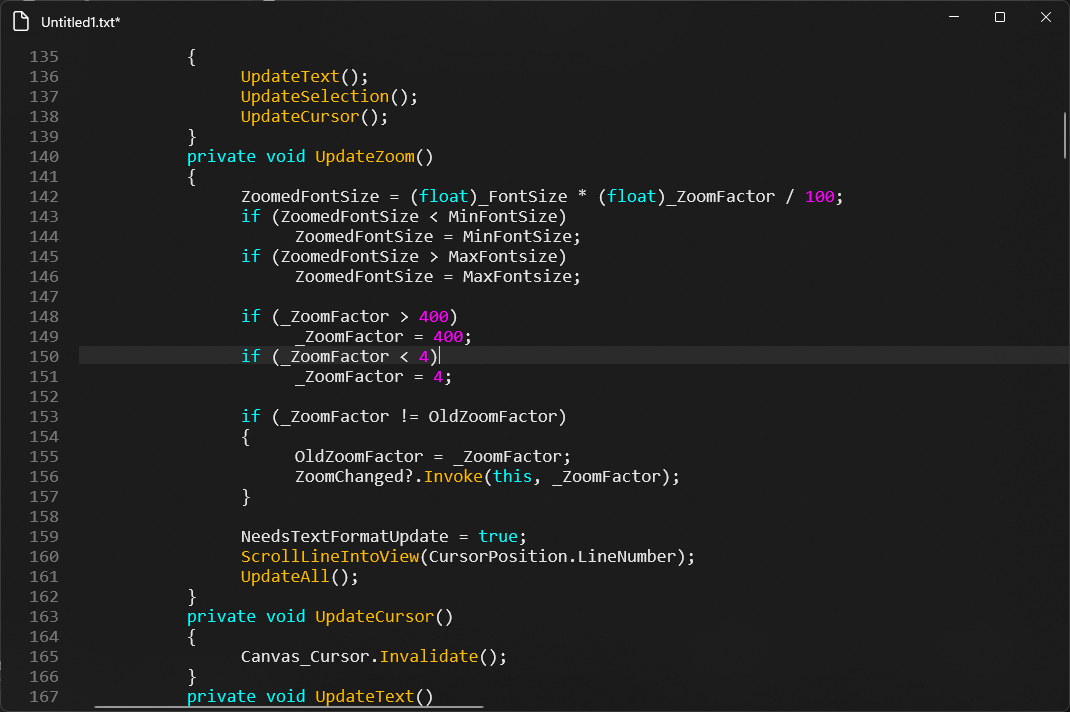 Untitled1.txt*
135 {
136 UpdateText();
137 UpdateSelection();
138 UpdateCursor();
139 }
140 private void UpdateZoom()
141 {
142 ZoomedFontSize = (float)_FontSize * (float)_ZoomFactor / 100;
143 if (ZoomedFontSize < MinFontSize)
144 ZoomedFontSize = MinFontSize;
145 if (ZoomedFontSize > MaxFontsize)
146 ZoomedFontSize = MaxFontsize;
147
148 if (_ZoomFactor > 400)
149 _ZoomFactor = 400;
150 if (_ZoomFactor < 4)
151 _ZoomFactor = 4;
152
153 if (_ZoomFactor != OldZoomFactor)
154 {
155 OldZoomFactor = _ZoomFactor;
156 ZoomChanged?.Invoke(this, _ZoomFactor);
157 }
158
159 NeedsTextFormatUpdate = true;
160 ScrollLineIntoView(CursorPosition.LineNumber);
161 UpdateAll();
162 }
163 private void UpdateCursor()
164 {
165 Canvas_Cursor.Invalidate();
166 }
167 private void UpdateText()